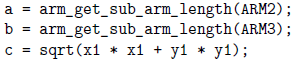 a = arm_get_sub_arm_length(ARM2);
b = arm_get_sub_arm_length(ARM3);
c = sqrt(x1 * x1 + y1 * y1);